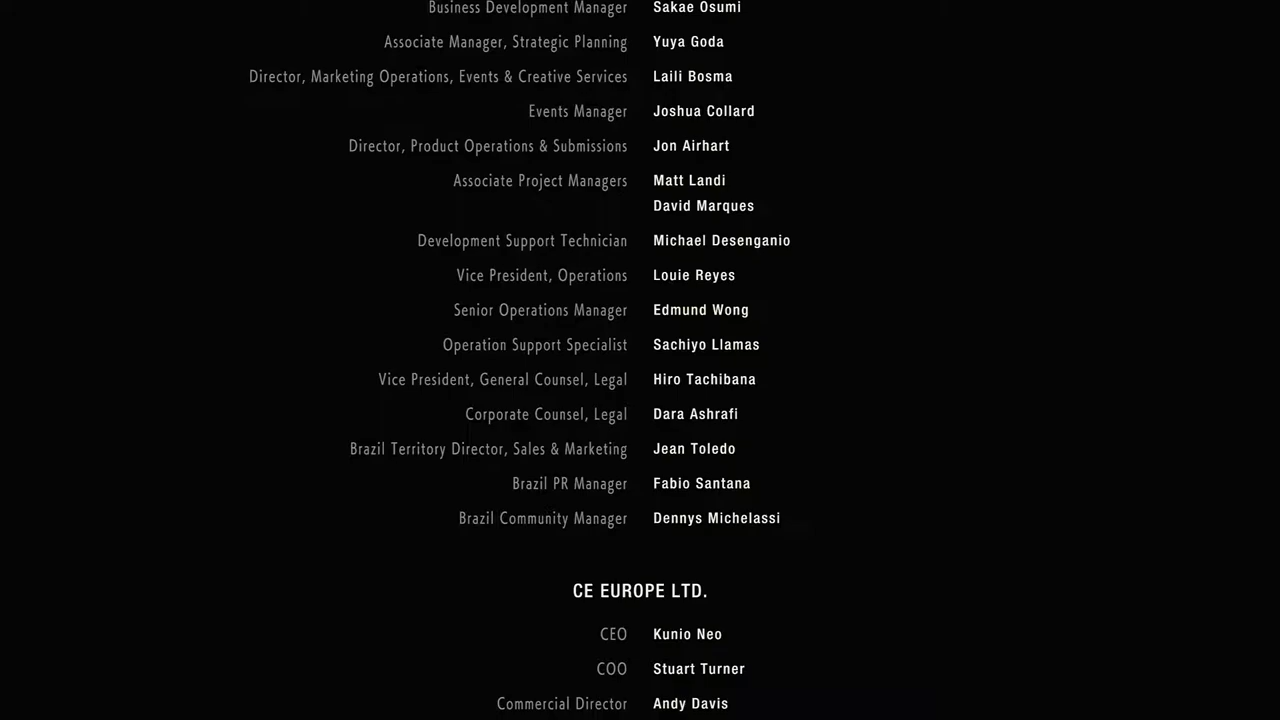 Business Development Manager Sakae Osumi
Associate Manager, Strategic Planning Yuya Goda
Director, Marketing Operations, Events & Creative Services Laili Bosma
Events Manager Joshua Collard
Director, Product Operations & Submissions Jon Airhart
Associate Project Managers Matt Landi
David Marques
Development Support Technician Michael Desenganio
Vice President, Operations Louie Reyes
Senior Operations Manager Edmund Wong
Operation Support Specialist Sachiyo Llamas
Vice President, General Counsel, Legal Hiro Tachibana
Corporate Counsel, Legal Dara Ashrafi
Brazil Territory Director, Sales & Marketing Jean Toledo
Brazil PR Manager Fabio Santana
Brazil Community Manager Dennys Michelassi
CE EUROPE LTD.
CEO Kunio Neo
COO Stuart Turner
Commercial Director Andy Davis